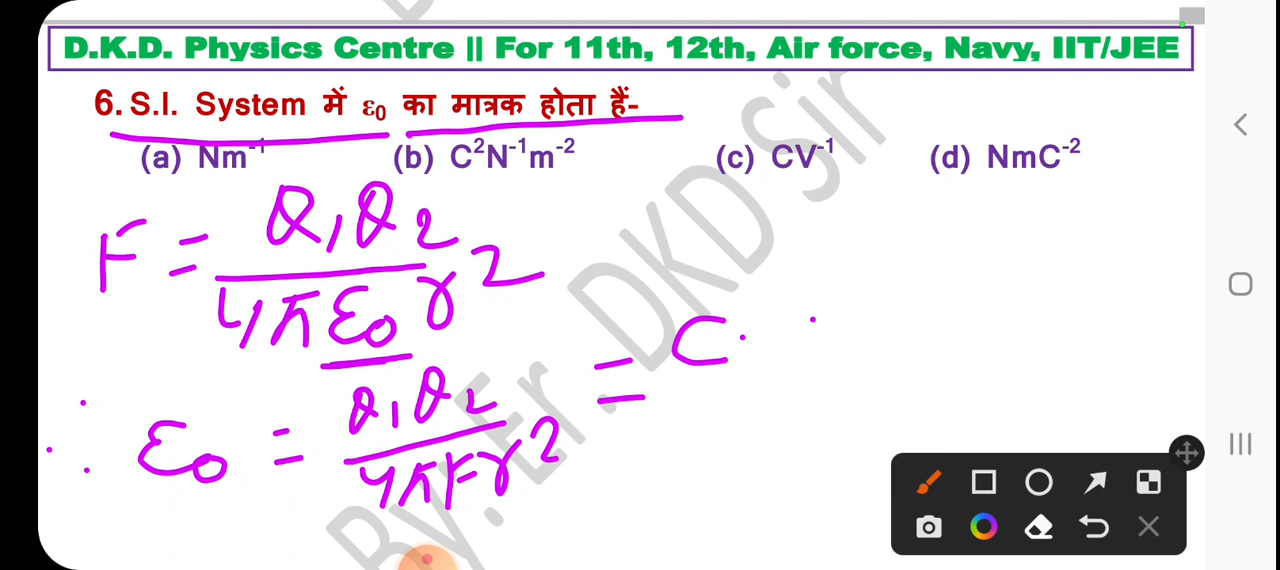 D.K.D. Physics Centre || For 11th, 12th, Air force, Navy, IIT/JEE
6. S.I. System में ε₀ का मात्रक होता हैं-
(a) Nm⁻¹ (b) C²N⁻¹m⁻² (c) CV⁻¹ (d) NmC⁻²
F = Q₁Q₂ / 4πε₀r²
∴ ε₀ = Q₁Q₂ / 4πFr² = C
By:Er. DKD Sir